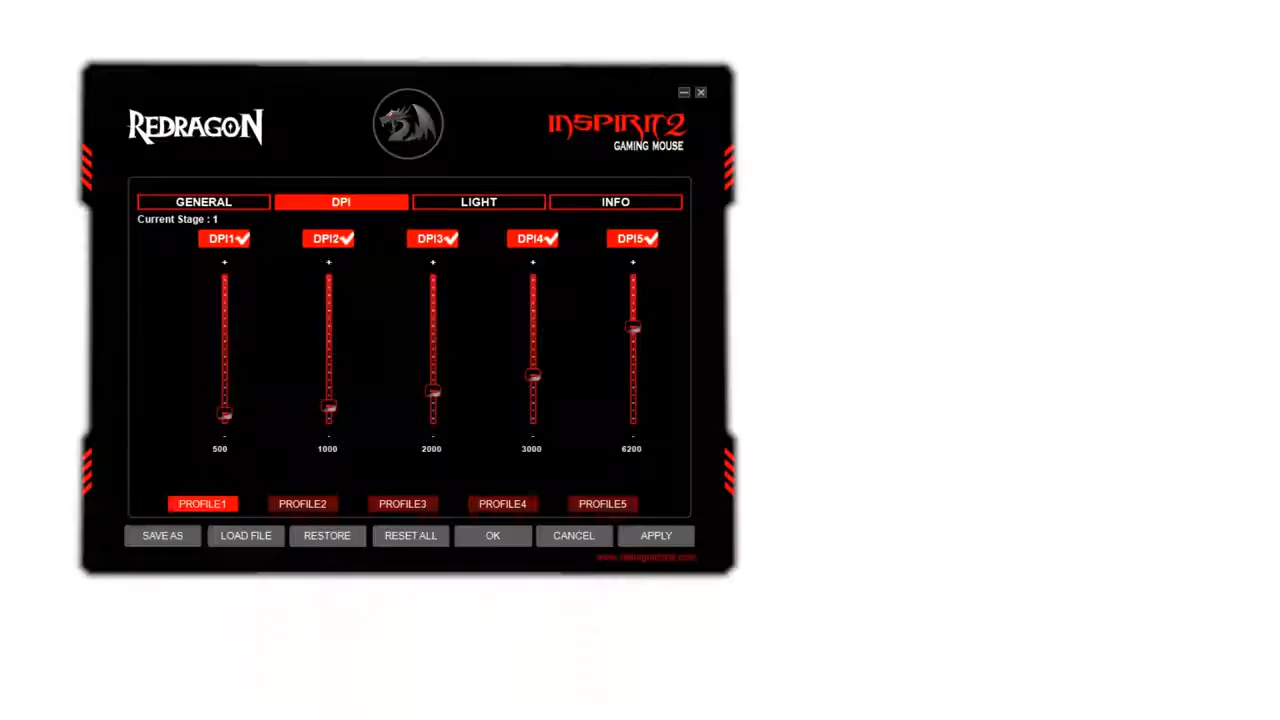 REDRAGON
INSPIRIT2
GAMING MOUSE
GENERAL DPI LIGHT INFO
Current Stage : 1
DPI1 DPI2 DPI3 DPI4 DPI5
+ + + + +
- - - - -
500 1000 2000 3000 6200
PROFILE1 PROFILE2 PROFILE3 PROFILE4 PROFILE5
SAVE AS LOAD FILE RESTORE RESET ALL OK CANCEL APPLY